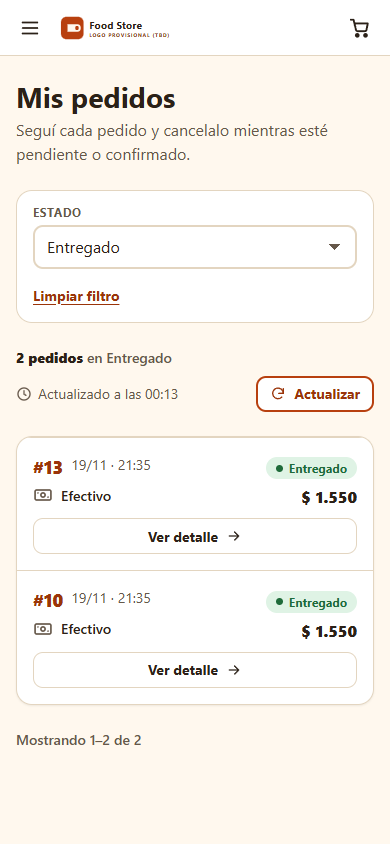 Food Store
LOGO PROVISIONAL (TBD)
Mis pedidos
Seguí cada pedido y cancelalo mientras esté
pendiente o confirmado.
ESTADO
Entregado
Limpiar filtro
2 pedidos en Entregado
Actualizado a las 00:13
Actualizar
#13 19/11 · 21:35 Entregado
Efectivo $ 1.550
Ver detalle →
#10 19/11 · 21:35 Entregado
Efectivo $ 1.550
Ver detalle →
Mostrando 1–2 de 2